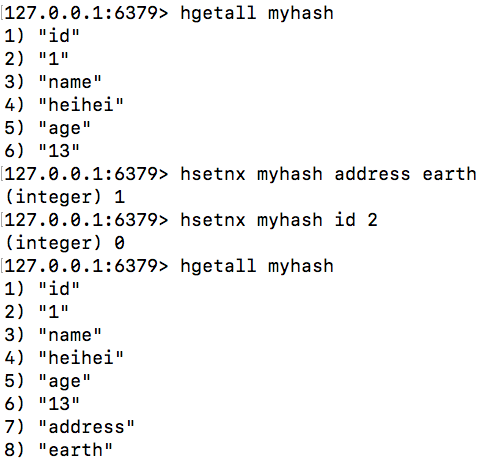 [127.0.0.1:6379> hgetall myhash
1) "id"
2) "1"
3) "name"
4) "heihei"
5) "age"
6) "13"
[127.0.0.1:6379> hsetnx myhash address earth
(integer) 1
[127.0.0.1:6379> hsetnx myhash id 2
(integer) 0
[127.0.0.1:6379> hgetall myhash
1) "id"
2) "1"
3) "name"
4) "heihei"
5) "age"
6) "13"
7) "address"
8) "earth"